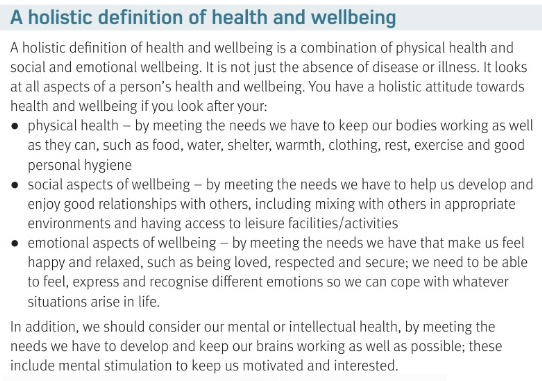 A holistic definition of health and wellbeing
A holistic definition of health and wellbeing is a combination of physical health and
social and emotional wellbeing. It is not just the absence of disease or illness. It looks
at all aspects of a person's health and wellbeing. You have a holistic attitude towards
health and wellbeing if you look after your:
● physical health – by meeting the needs we have to keep our bodies working as well
as they can, such as food, water, shelter, warmth, clothing, rest, exercise and good
personal hygiene
● social aspects of wellbeing – by meeting the needs we have to help us develop and
enjoy good relationships with others, including mixing with others in appropriate
environments and having access to leisure facilities/activities
● emotional aspects of wellbeing – by meeting the needs we have that make us feel
happy and relaxed, such as being loved, respected and secure; we need to be able
to feel, express and recognise different emotions so we can cope with whatever
situations arise in life.
In addition, we should consider our mental or intellectual health, by meeting the
needs we have to develop and keep our brains working as well as possible; these
include mental stimulation to keep us motivated and interested.